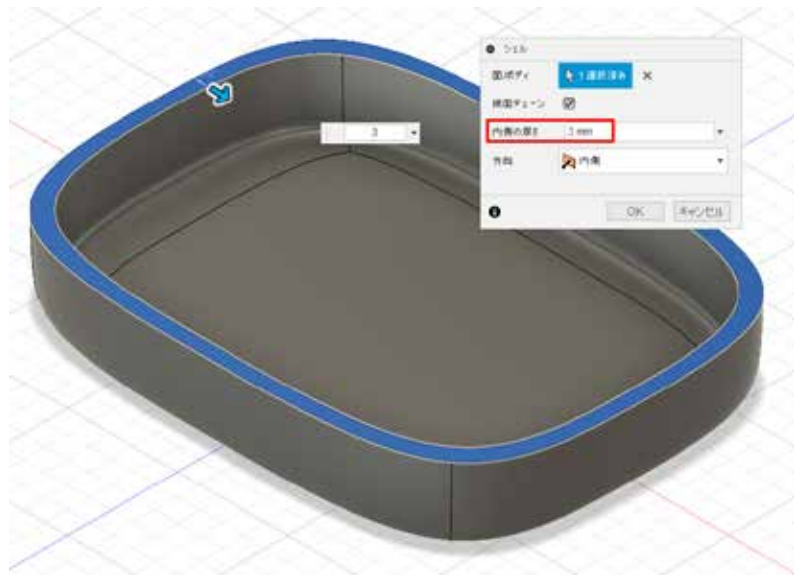 シェル
面/ボディ 1 選択済み
接面チェーン
内側の厚さ 3 mm
3
方向 内側
OK キャンセル